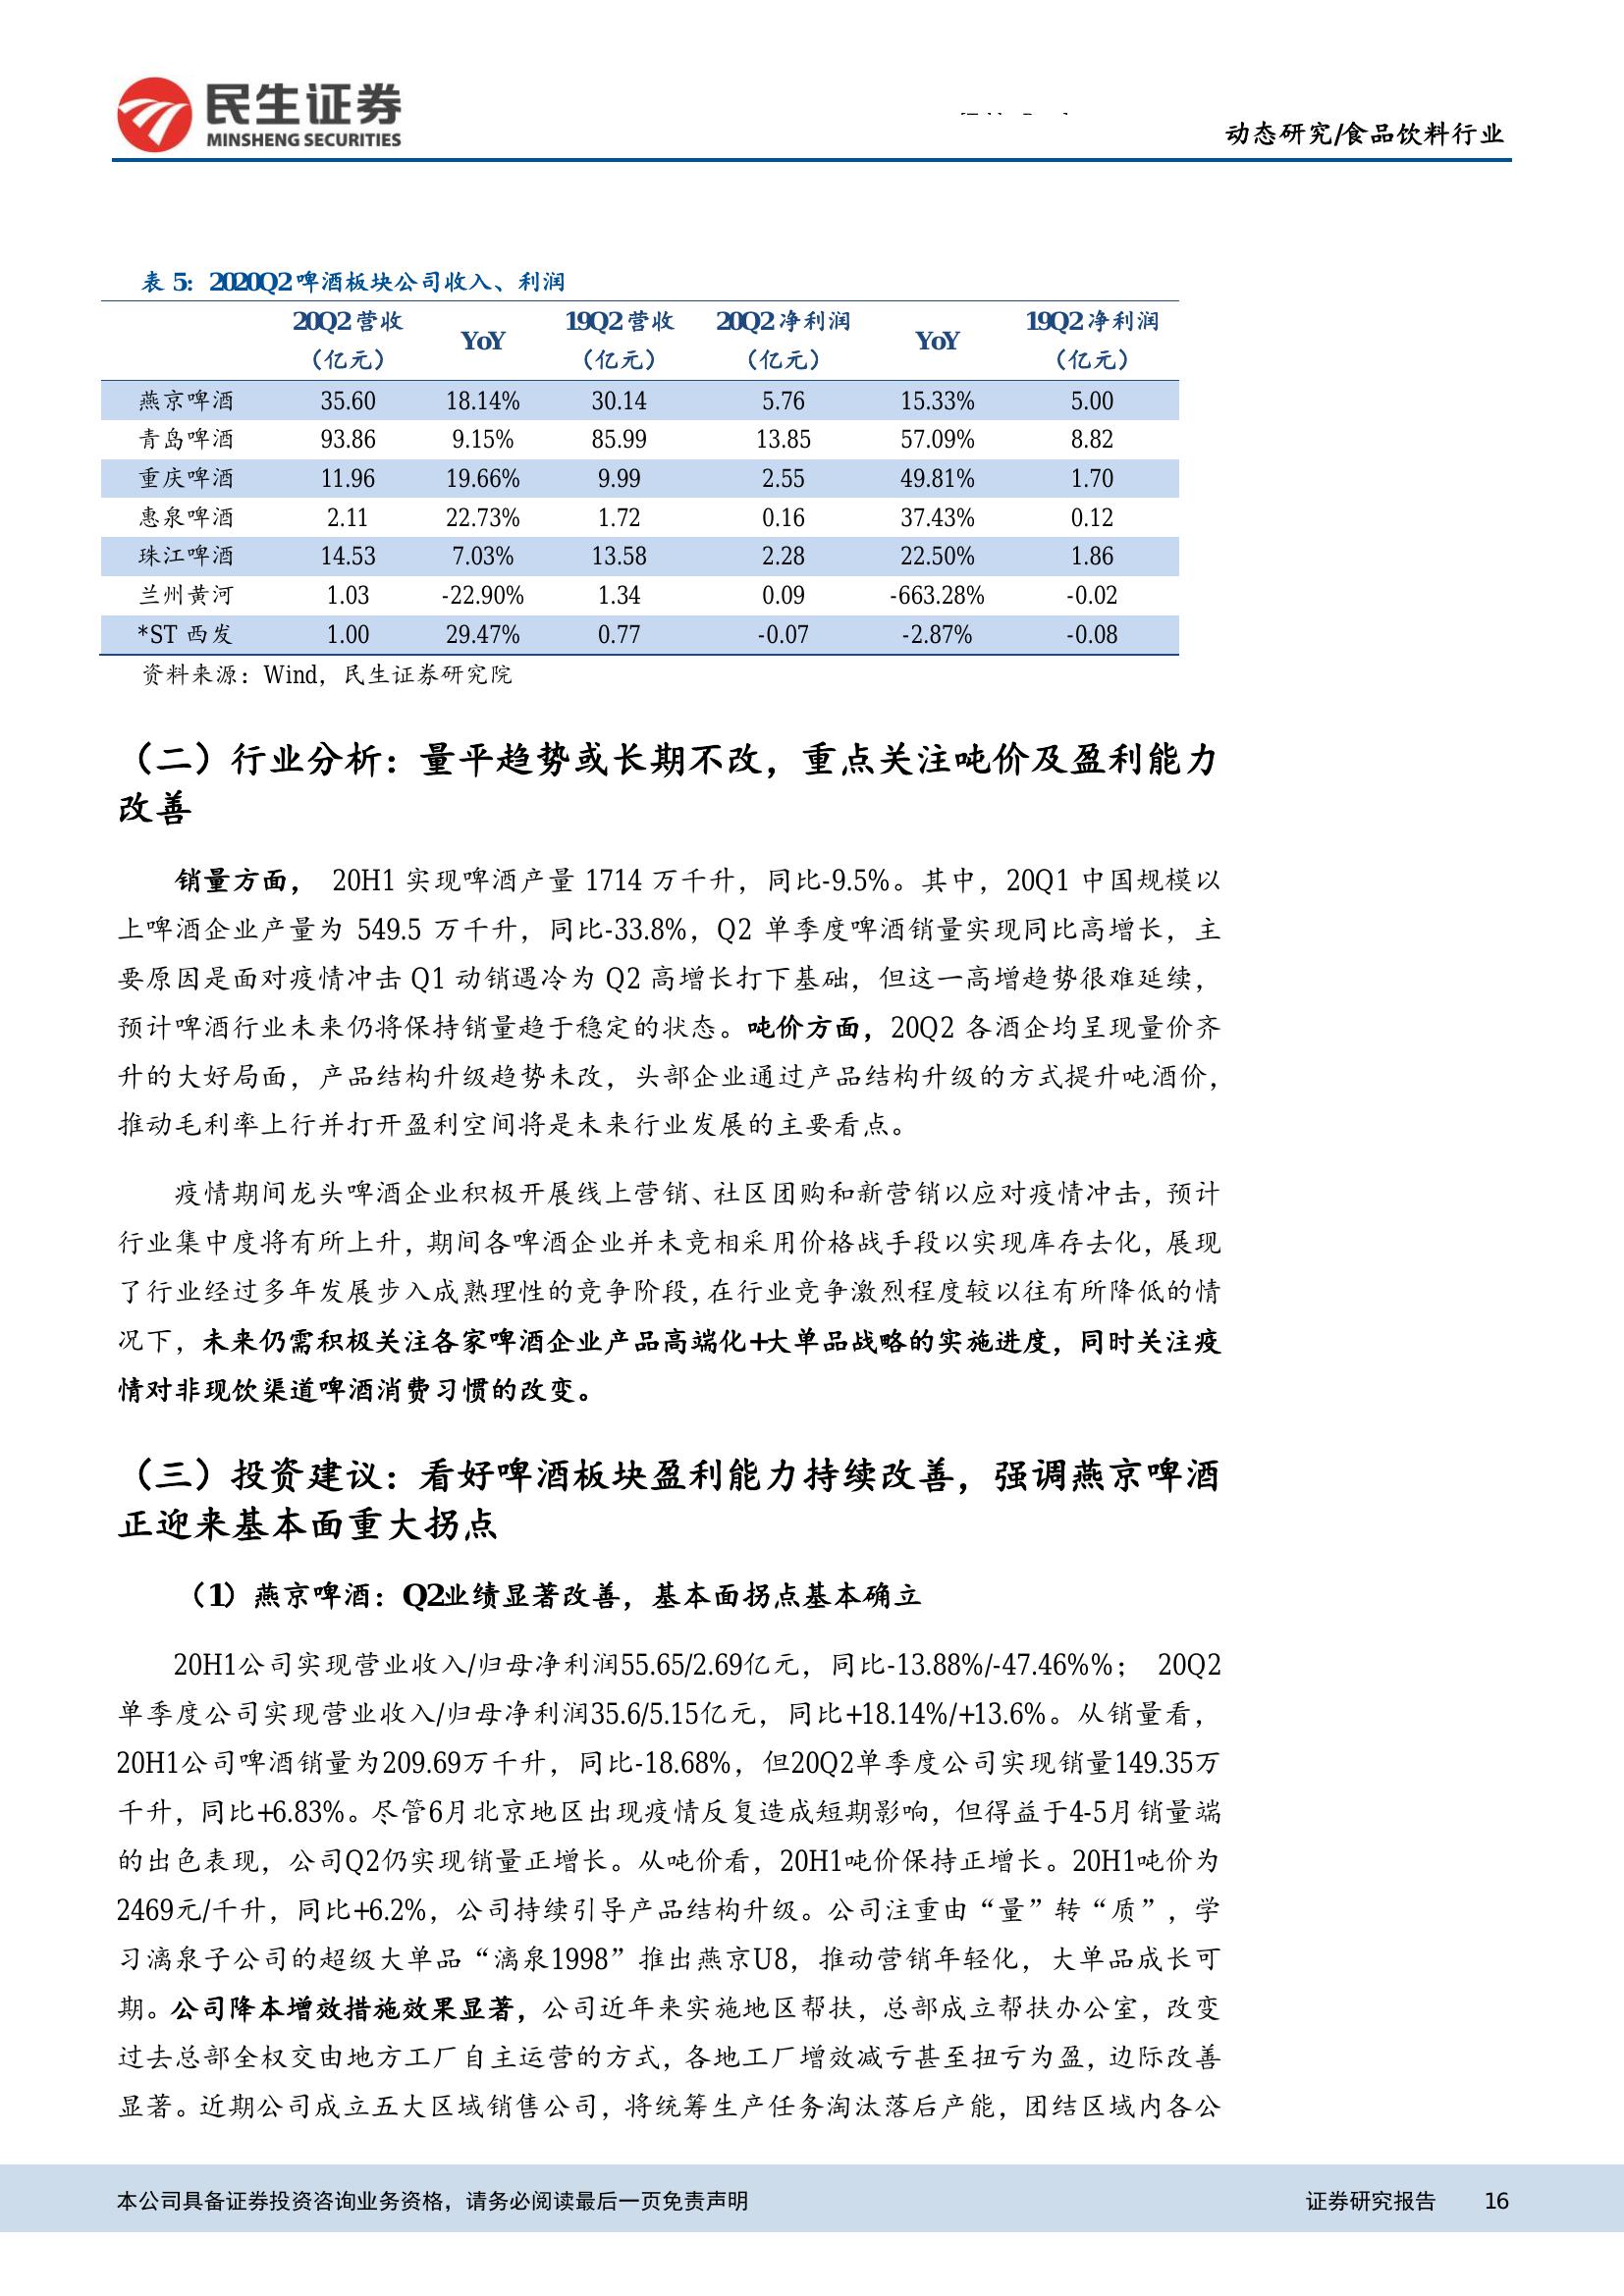 民生证券
MINSHENG SECURITIES
动态研究/食品饮料行业
表 5：2020Q2 啤酒板块公司收入、利润
20Q2 营收（亿元） YoY 19Q2 营收（亿元） 20Q2 净利润（亿元） YoY 19Q2 净利润（亿元）
燕京啤酒 35.60 18.14% 30.14 5.76 15.33% 5.00
青岛啤酒 93.86 9.15% 85.99 13.85 57.09% 8.82
重庆啤酒 11.96 19.66% 9.99 2.55 49.81% 1.70
惠泉啤酒 2.11 22.73% 1.72 0.16 37.43% 0.12
珠江啤酒 14.53 7.03% 13.58 2.28 22.50% 1.86
兰州黄河 1.03 -22.90% 1.34 0.09 -663.28% -0.02
*ST 西发 1.00 29.47% 0.77 -0.07 -2.87% -0.08
资料来源：Wind，民生证券研究院
（二）行业分析：量平趋势或长期不改，重点关注吨价及盈利能力
改善
销量方面， 20H1 实现啤酒产量 1714 万千升，同比-9.5%。其中，20Q1 中国规模以
上啤酒企业产量为 549.5 万千升，同比-33.8%，Q2 单季度啤酒销量实现同比高增长，主
要原因是面对疫情冲击 Q1 动销遇冷为 Q2 高增长打下基础，但这一高增趋势很难延续，
预计啤酒行业未来仍将保持销量趋于稳定的状态。吨价方面，20Q2 各酒企均呈现量价齐
升的大好局面，产品结构升级趋势未改，头部企业通过产品结构升级的方式提升吨酒价，
推动毛利率上行并打开盈利空间将是未来行业发展的主要看点。
疫情期间龙头啤酒企业积极开展线上营销、社区团购和新营销以应对疫情冲击，预计
行业集中度将有所上升，期间各啤酒企业并未竞相采用价格战手段以实现库存去化，展现
了行业经过多年发展步入成熟理性的竞争阶段，在行业竞争激烈程度较以往有所降低的情
况下，未来仍需积极关注各家啤酒企业产品高端化+大单品战略的实施进度，同时关注疫
情对非现饮渠道啤酒消费习惯的改变。
（三）投资建议：看好啤酒板块盈利能力持续改善，强调燕京啤酒
正迎来基本面重大拐点
（1）燕京啤酒：Q2业绩显著改善，基本面拐点基本确立
20H1公司实现营业收入/归母净利润55.65/2.69亿元，同比-13.88%/-47.46%%； 20Q2
单季度公司实现营业收入/归母净利润35.6/5.15亿元，同比+18.14%/+13.6%。从销量看，
20H1公司啤酒销量为209.69万千升，同比-18.68%，但20Q2单季度公司实现销量149.35万
千升，同比+6.83%。尽管6月北京地区出现疫情反复造成短期影响，但得益于4-5月销量端
的出色表现，公司Q2仍实现销量正增长。从吨价看，20H1吨价保持正增长。20H1吨价为
2469元/千升，同比+6.2%，公司持续引导产品结构升级。公司注重由“量”转“质”，学
习漓泉子公司的超级大单品“漓泉1998”推出燕京U8，推动营销年轻化，大单品成长可
期。公司降本增效措施效果显著，公司近年来实施地区帮扶，总部成立帮扶办公室，改变
过去总部全权交由地方工厂自主运营的方式，各地工厂增效减亏甚至扭亏为盈，边际改善
显著。近期公司成立五大区域销售公司，将统筹生产任务淘汰落后产能，团结区域内各公
本公司具备证券投资咨询业务资格，请务必阅读最后一页免责声明
证券研究报告 16